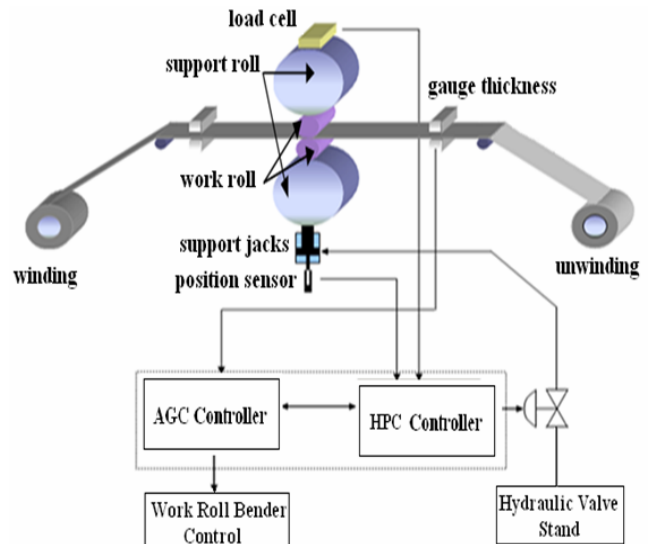 load cell
support roll
gauge thickness
work roll
support jacks
winding
unwinding
position sensor
AGC Controller
HPC Controller
Work Roll Bender
Control
Hydraulic Valve
Stand